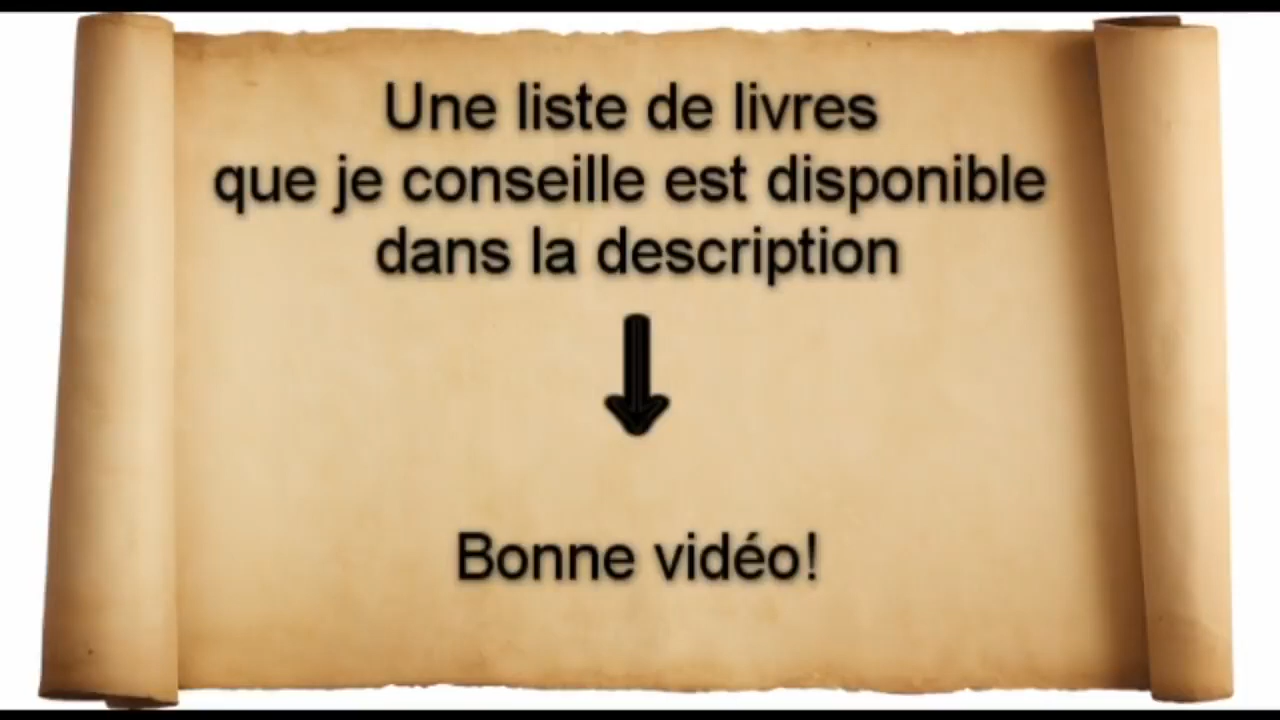 Une liste de livres
que je conseille est disponible
dans la description
Bonne vidéo!